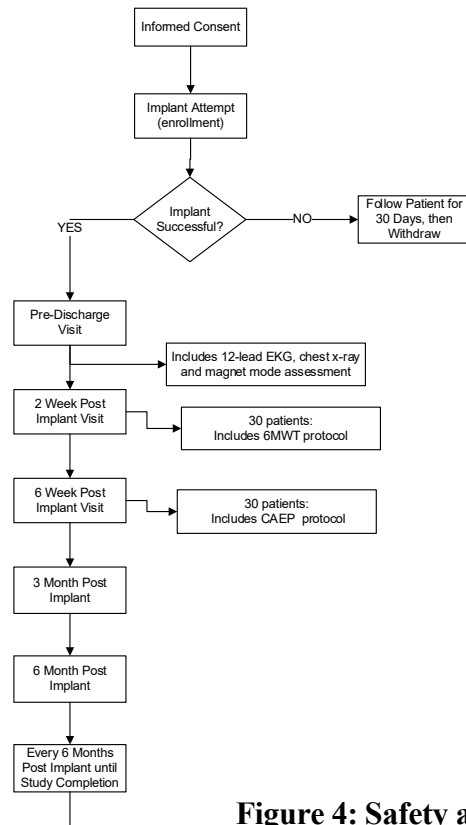 Informed Consent
Implant Attempt
(enrollment)
Implant
Successful?
YES
NO
Follow Patient for
30 Days, then
Withdraw
Pre-Discharge
Visit
Includes 12-lead EKG, chest x-ray
and magnet mode assessment
2 Week Post
Implant Visit
30 patients:
Includes 6MWT protocol
6 Week Post
Implant Visit
30 patients:
Includes CAEP protocol
3 Month Post
Implant
6 Month Post
Implant
Every 6 Months
Post Implant until
Study Completion
Figure 4: Safety a